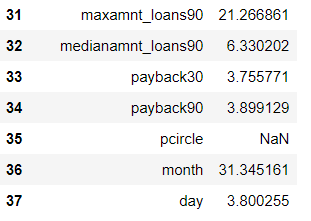 31 maxamnt_loans90 21.266861
32 medianamnt_loans90 6.330202
33 payback30 3.755771
34 payback90 3.899129
35 pcircle NaN
36 month 31.345161
37 day 3.800255